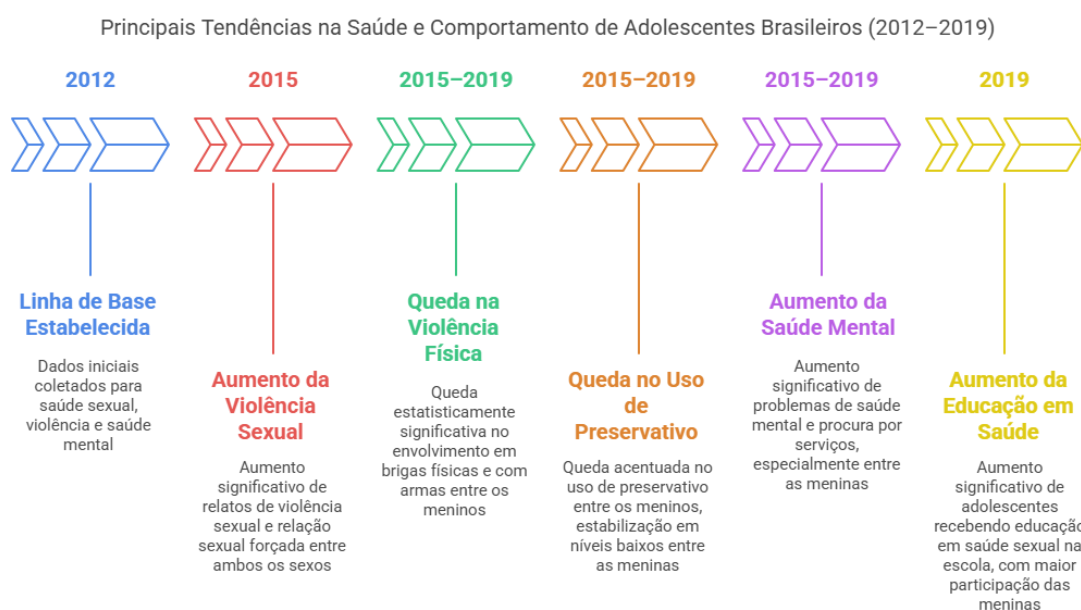 Principais Tendências na Saúde e Comportamento de Adolescentes Brasileiros (2012–2019)
2012
Linha de Base
Estabelecida
Dados iniciais
coletados para
saúde sexual,
violência e saúde
mental
2015
Aumento da
Violência
Sexual
Aumento
significativo de
relatos de violência
sexual e relação
sexual forçada entre
ambos os sexos
2015–2019
Queda na
Violência
Física
Queda
estatisticamente
significativa no
envolvimento em
brigas físicas e com
armas entre os
meninos
2015–2019
Queda no Uso
de
Preservativo
Queda acentuada no
uso de preservativo
entre os meninos,
estabilização em
níveis baixos entre
as meninas
2015–2019
Aumento da
Saúde Mental
Aumento
significativo de
problemas de saúde
mental e procura por
serviços,
especialmente entre
as meninas
2019
Aumento da
Educação em
Saúde
Aumento
significativo de
adolescentes
recebendo educação
em saúde sexual na
escola, com maior
participação das
meninas